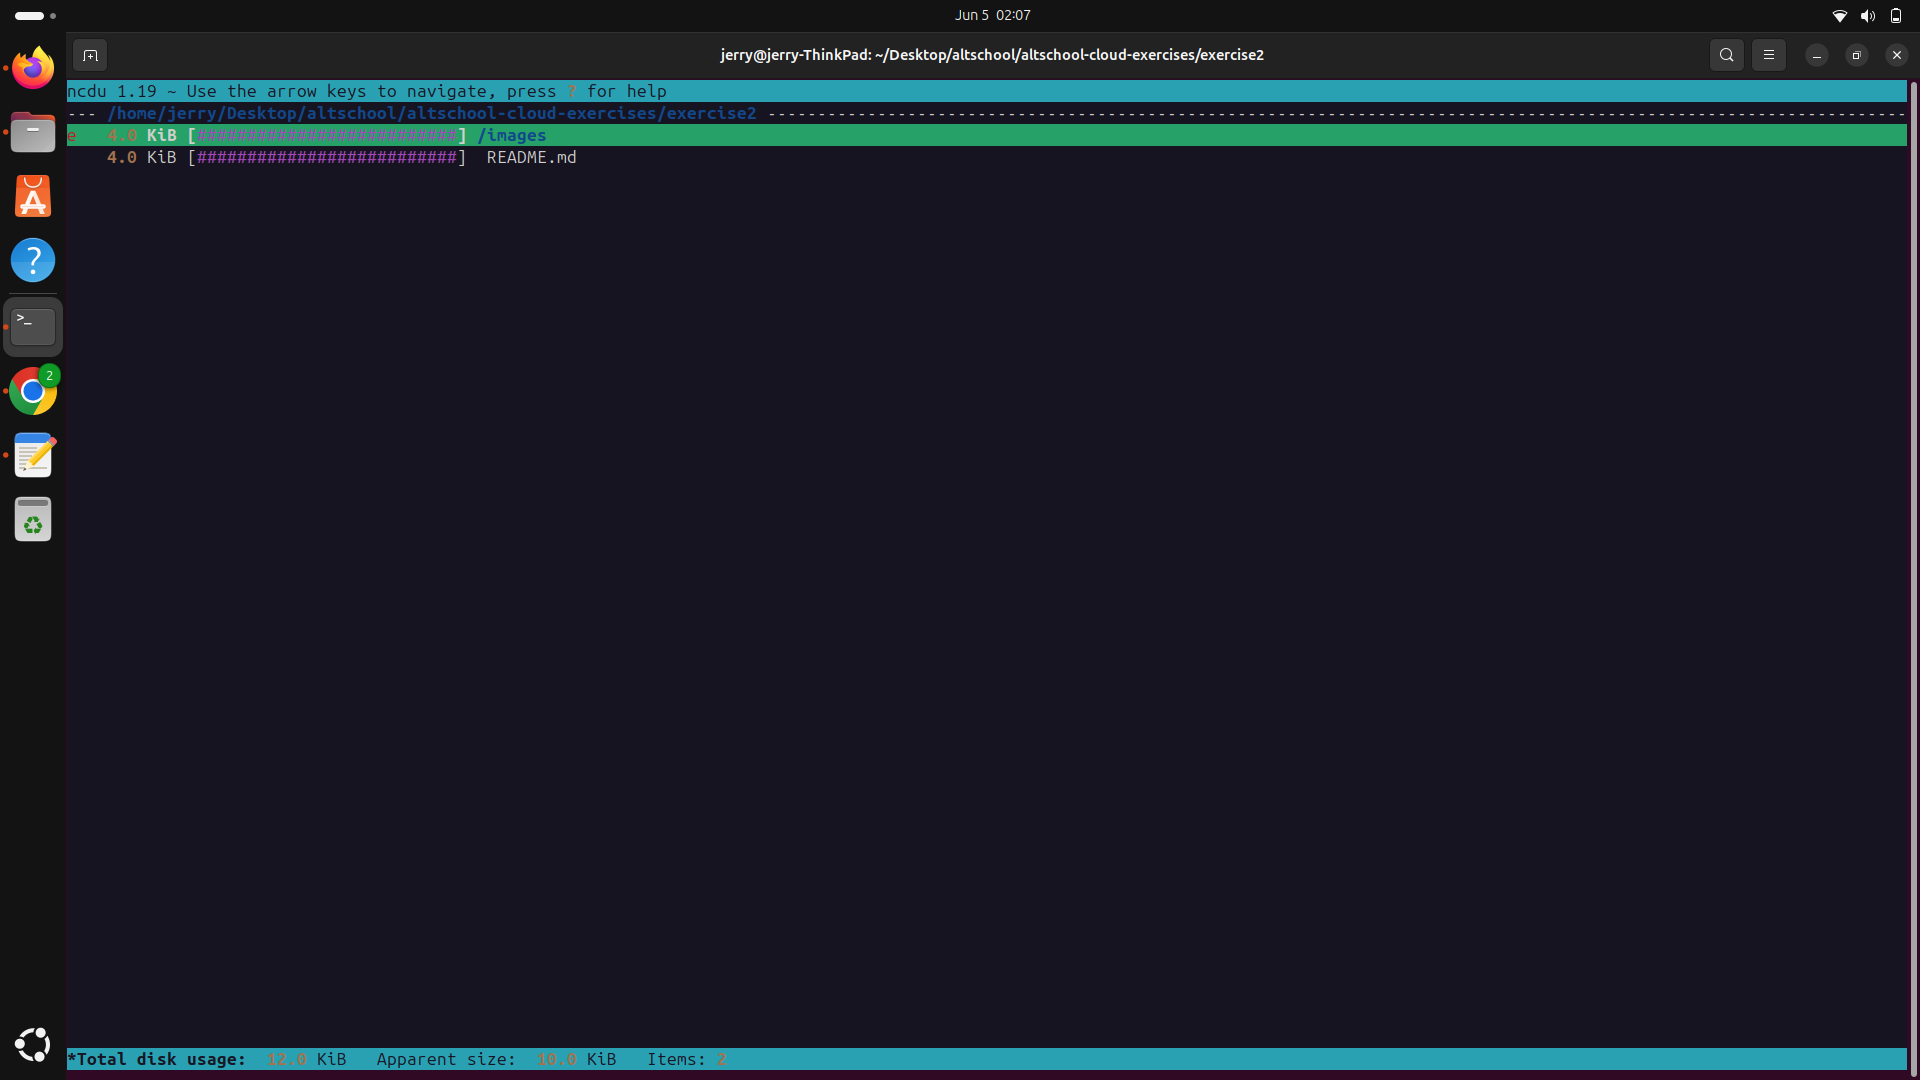 Jun 5 02:07
jerry@jerry-ThinkPad: ~/Desktop/altschool/altschool-cloud-exercises/exercise2
ncdu 1.19 ~ Use the arrow keys to navigate, press ? for help
--- /home/jerry/Desktop/altschool/altschool-cloud-exercises/exercise2 ------------------------------------------------------------------------------------------------------------------
e   4.0 KiB [##########################] /images
    4.0 KiB [##########################]  README.md
2
*Total disk usage:  12.0 KiB   Apparent size:  10.0 KiB   Items: 2